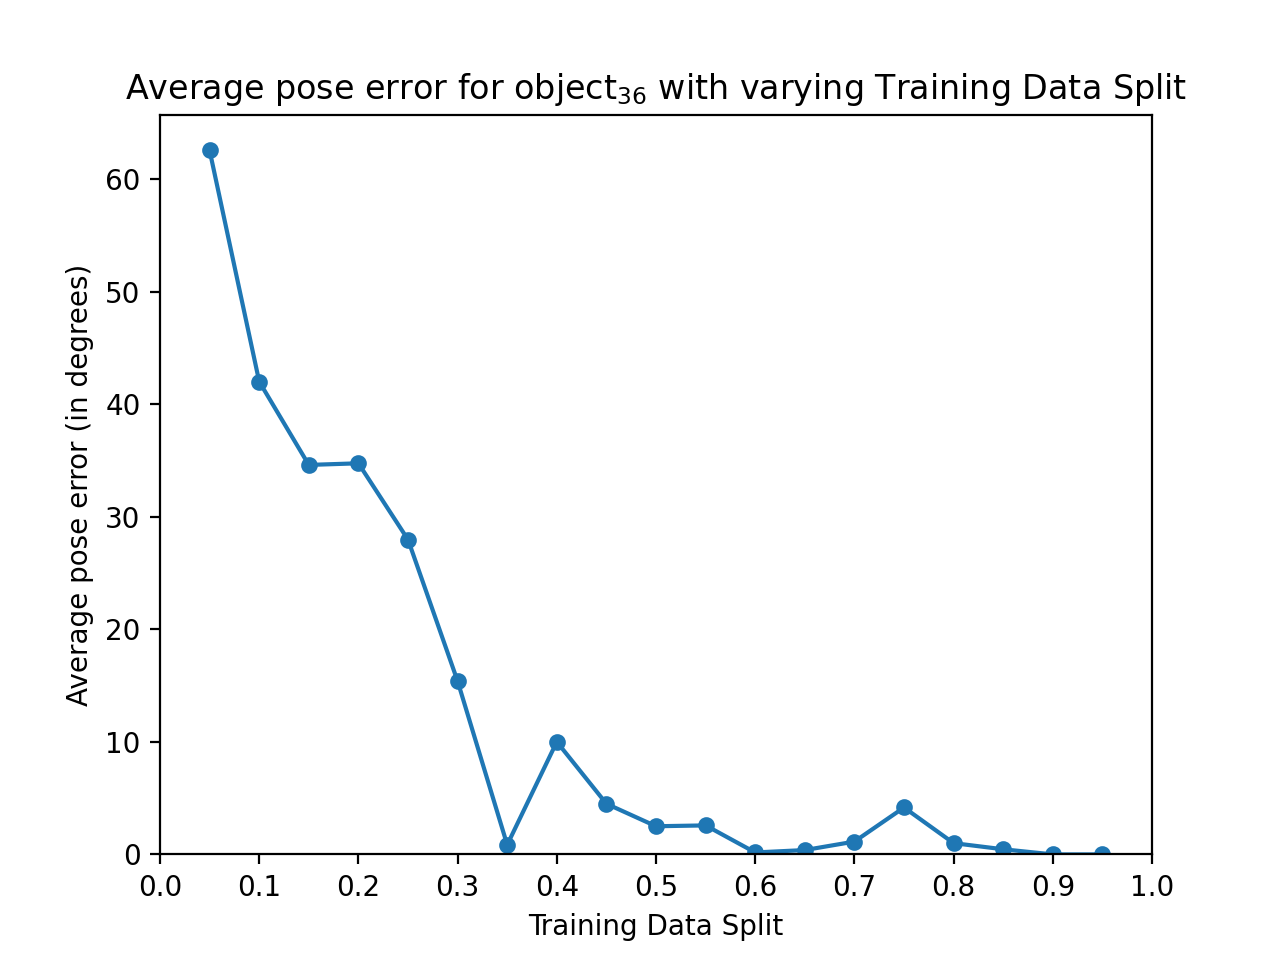 Average pose error for object₃₆ with varying Training Data Split
Average pose error (in degrees)
60
50
40
30
20
10
0
0.0 0.1 0.2 0.3 0.4 0.5 0.6 0.7 0.8 0.9 1.0
Training Data Split